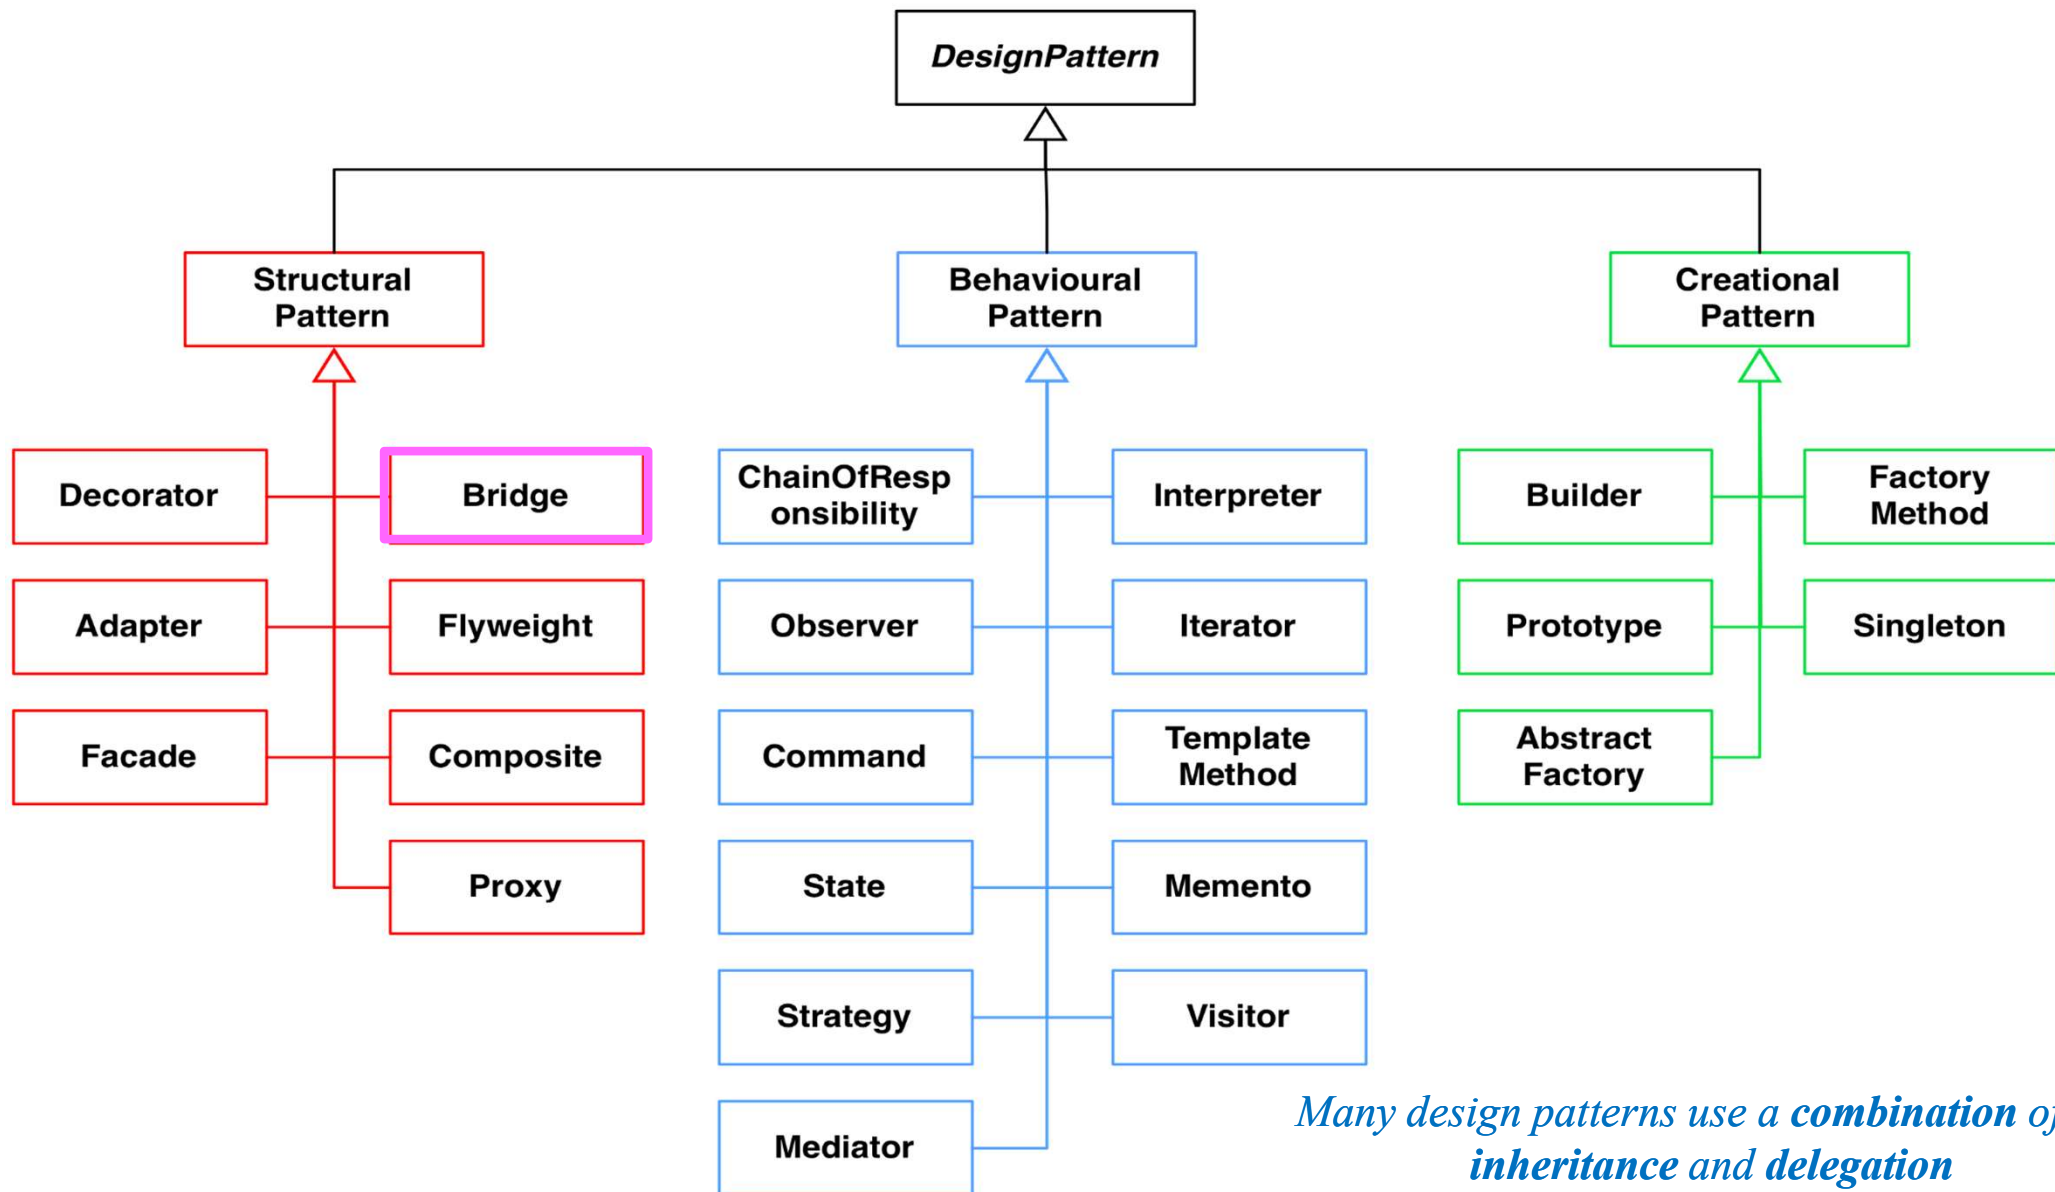 DesignPattern
Structural
Pattern
Behavioural
Pattern
Creational
Pattern
Decorator
Bridge
ChainOfResp
onsibility
Interpreter
Builder
Factory
Method
Adapter
Flyweight
Observer
Iterator
Prototype
Singleton
Facade
Composite
Command
Template
Method
Abstract
Factory
Proxy
State
Memento
Strategy
Visitor
Mediator
Many design patterns use a combination of
inheritance and delegation